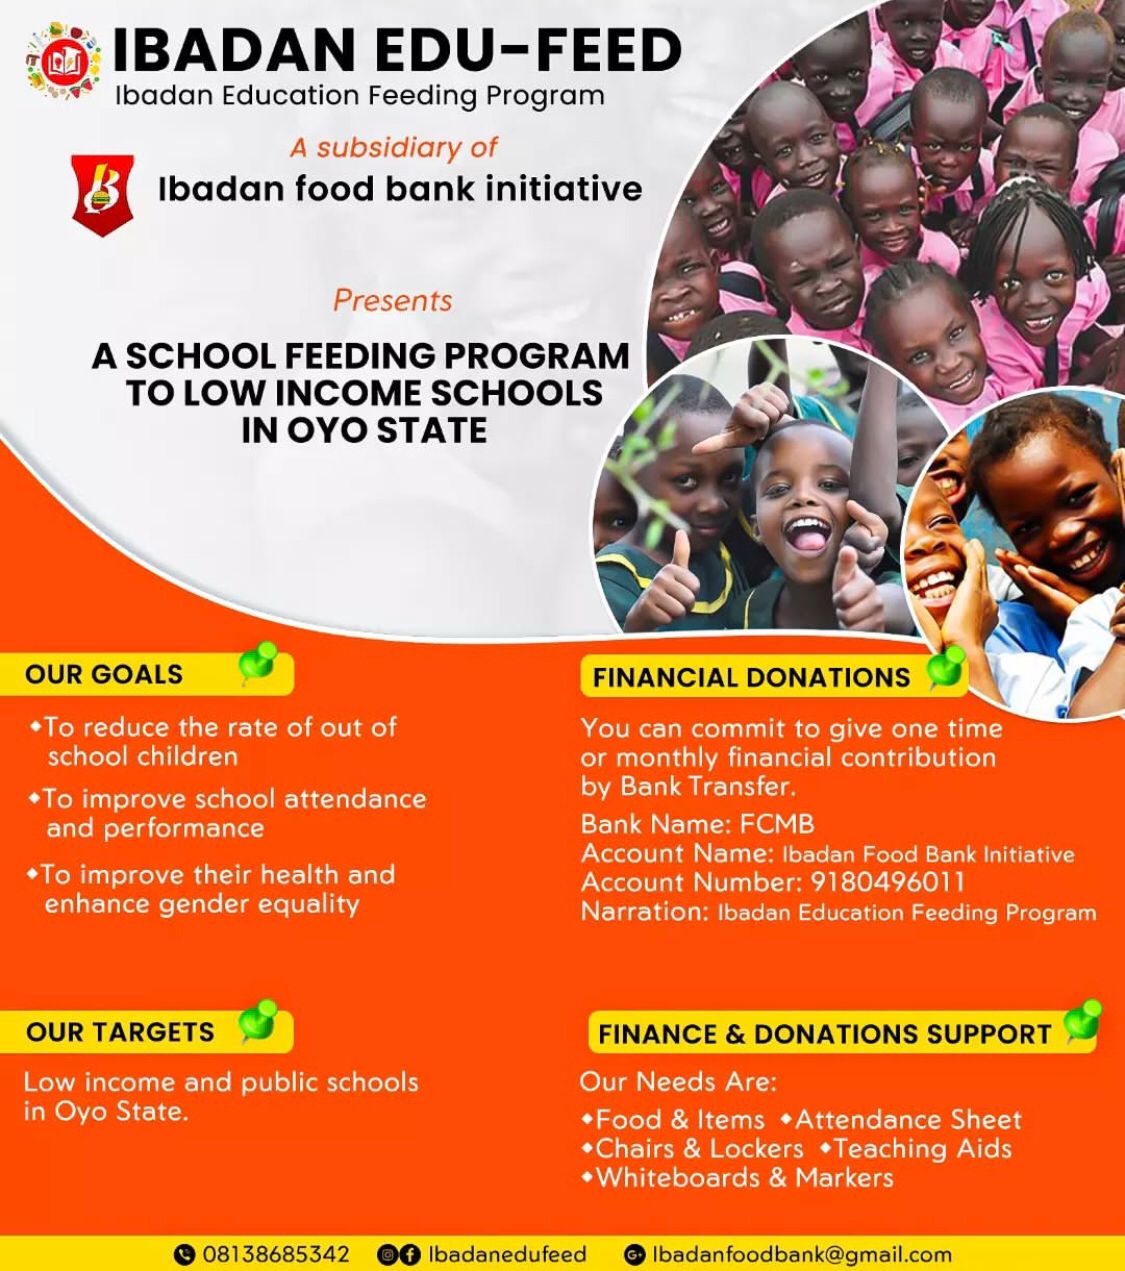 IBADAN EDU-FEED
Ibadan Education Feeding Program
A subsidiary of
Ibadan food bank initiative
Presents
A SCHOOL FEEDING PROGRAM
TO LOW INCOME SCHOOLS
IN OYO STATE
OUR GOALS
◆To reduce the rate of out of
school children
◆To improve school attendance
and performance
◆To improve their health and
enhance gender equality
FINANCIAL DONATIONS
You can commit to give one time
or monthly financial contribution
by Bank Transfer.
Bank Name: FCMB
Account Name: Ibadan Food Bank Initiative
Account Number: 9180496011
Narration: Ibadan Education Feeding Program
OUR TARGETS
Low income and public schools
in Oyo State.
FINANCE & DONATIONS SUPPORT
Our Needs Are:
◆Food & Items ◆Attendance Sheet
◆Chairs & Lockers ◆Teaching Aids
◆Whiteboards & Markers
08138685342 Ibadanedufeed Ibadanfoodbank@gmail.com